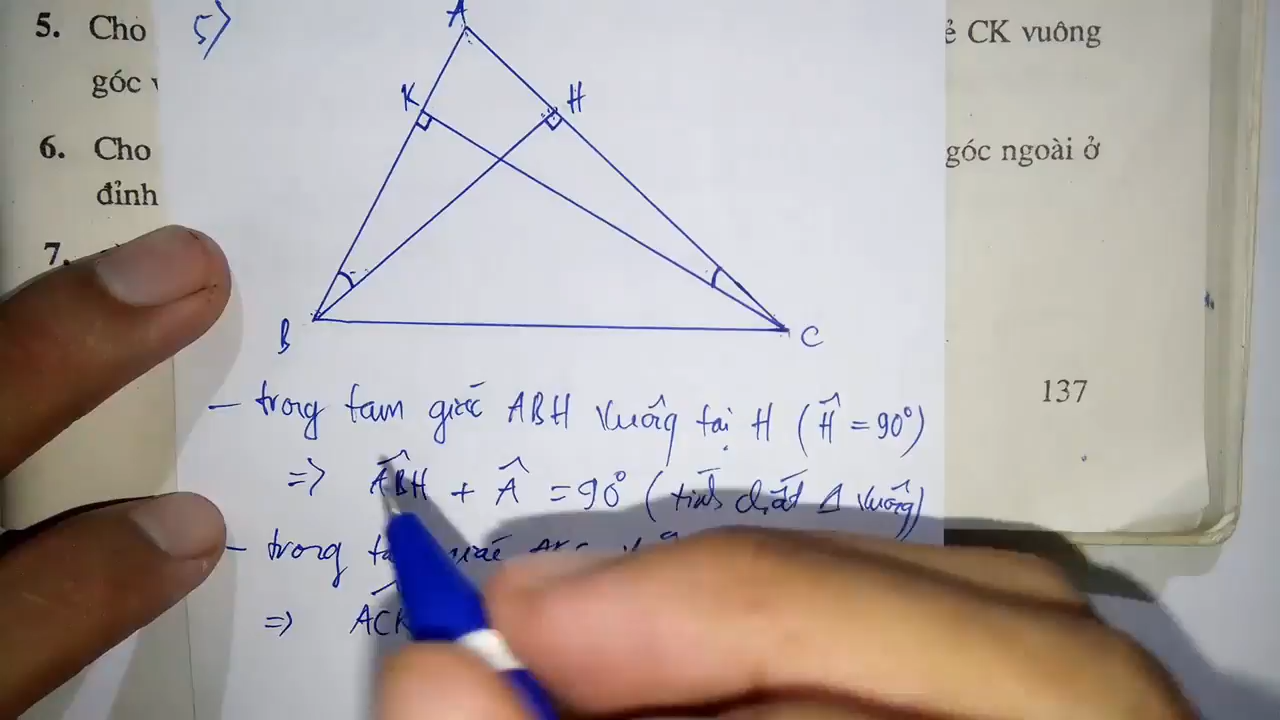 5. Cho
góc
6. Cho
đỉnh
7.
5)
A
K
H
B
C
CK vuông
góc ngoài ở
137
– trong tam giác ABH vuông tại H (Ĥ = 90°)
=> ABH + Â = 90° (tính chất Δ vuông)
– trong
=> ACK